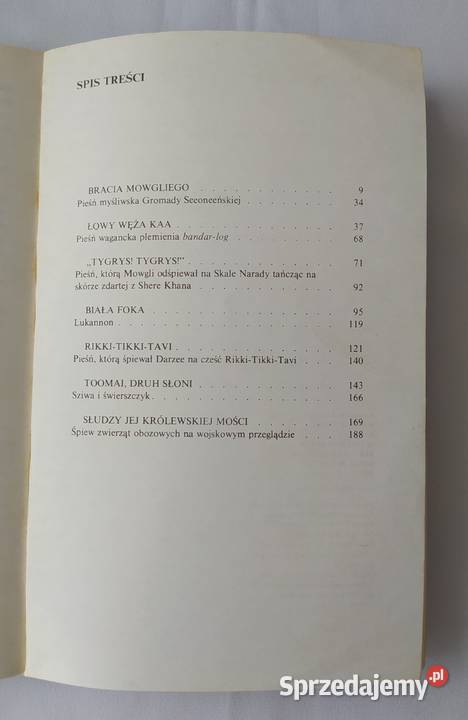 SPIS TREŚCI
BRACIA MOWGLIEGO . . . . . . . . . . . 9
Pieśń myśliwska Gromady Seeoneeńskiej . . . . . . 34
ŁOWY WĘŻA KAA . . . . . . . . . . . . 37
Pieśń wagancka plemienia bandar-log . . . . . . . 68
„TYGRYS! TYGRYS!” . . . . . . . . . . . 71
Pieśń, którą Mowgli odśpiewał na Skale Narady tańcząc na
skórze zdartej z Shere Khana . . . . . . . . 92
BIAŁA FOKA . . . . . . . . . . . . . 95
Lukannon . . . . . . . . . . . . . . 119
RIKKI-TIKKI-TAVI . . . . . . . . . . . . 121
Pieśń, którą śpiewał Darzee na cześć Rikki-Tikki-Tavi . . . 140
TOOMAI, DRUH SŁONI . . . . . . . . . . 143
Sziwa i świerszczyk . . . . . . . . . . . . 166
SŁUDZY JEJ KRÓLEWSKIEJ MOŚCI . . . . . . 169
Śpiew zwierząt obozowych na wojskowym przeglądzie . . . 188
Sprzedajemy.pl